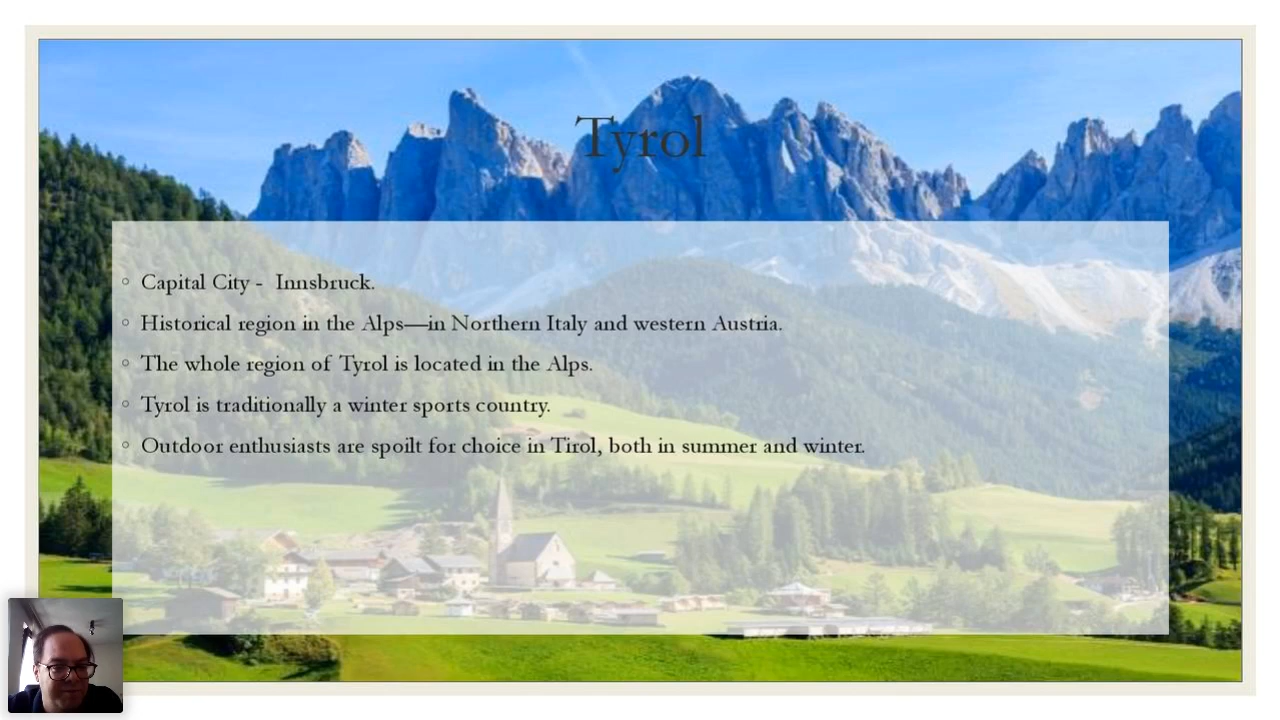 Tyrol
◦ Capital City -  Innsbruck.
◦ Historical region in the Alps—in Northern Italy and western Austria.
◦ The whole region of Tyrol is located in the Alps.
◦ Tyrol is traditionally a winter sports country.
◦ Outdoor enthusiasts are spoilt for choice in Tirol, both in summer and winter.